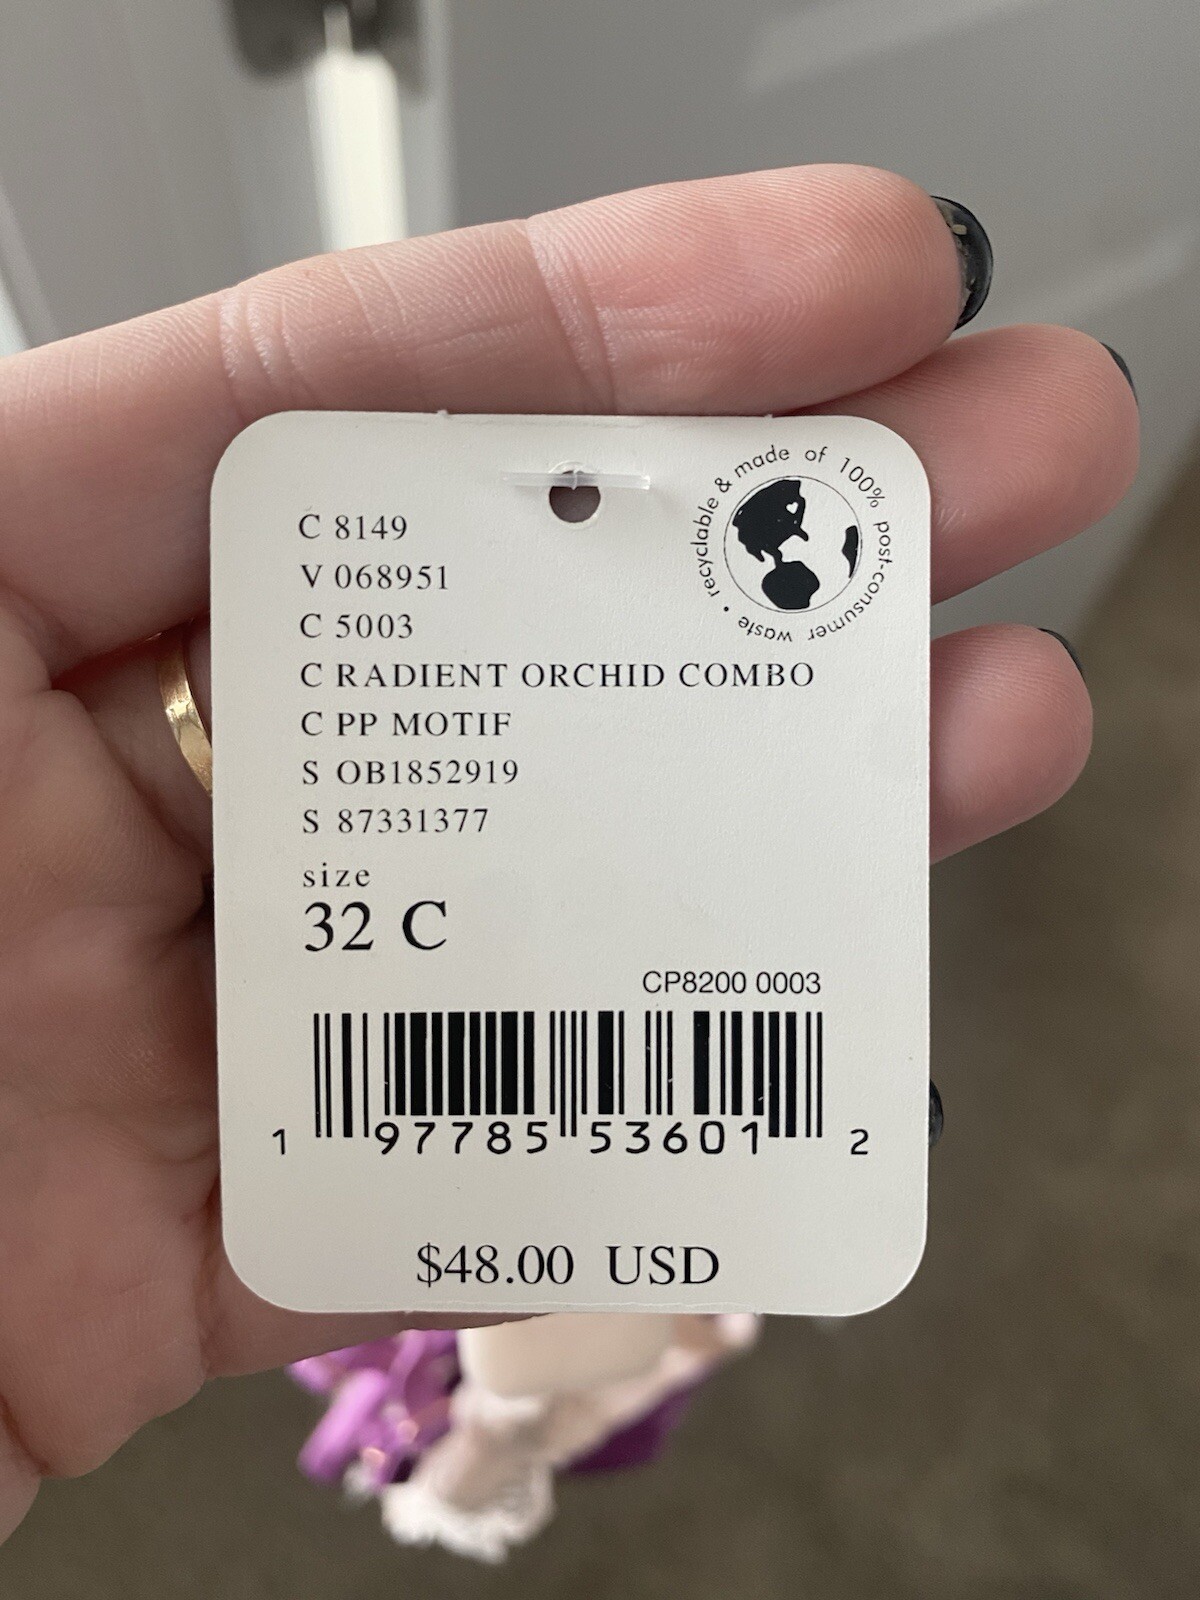 recyclable & made of 100% post-consumer waste •
C 8149
V 068951
C 5003
C RADIENT ORCHID COMBO
C PP MOTIF
S OB1852919
S 87331377
size
32 C
CP8200 0003
1 97785 53601 2
$48.00 USD